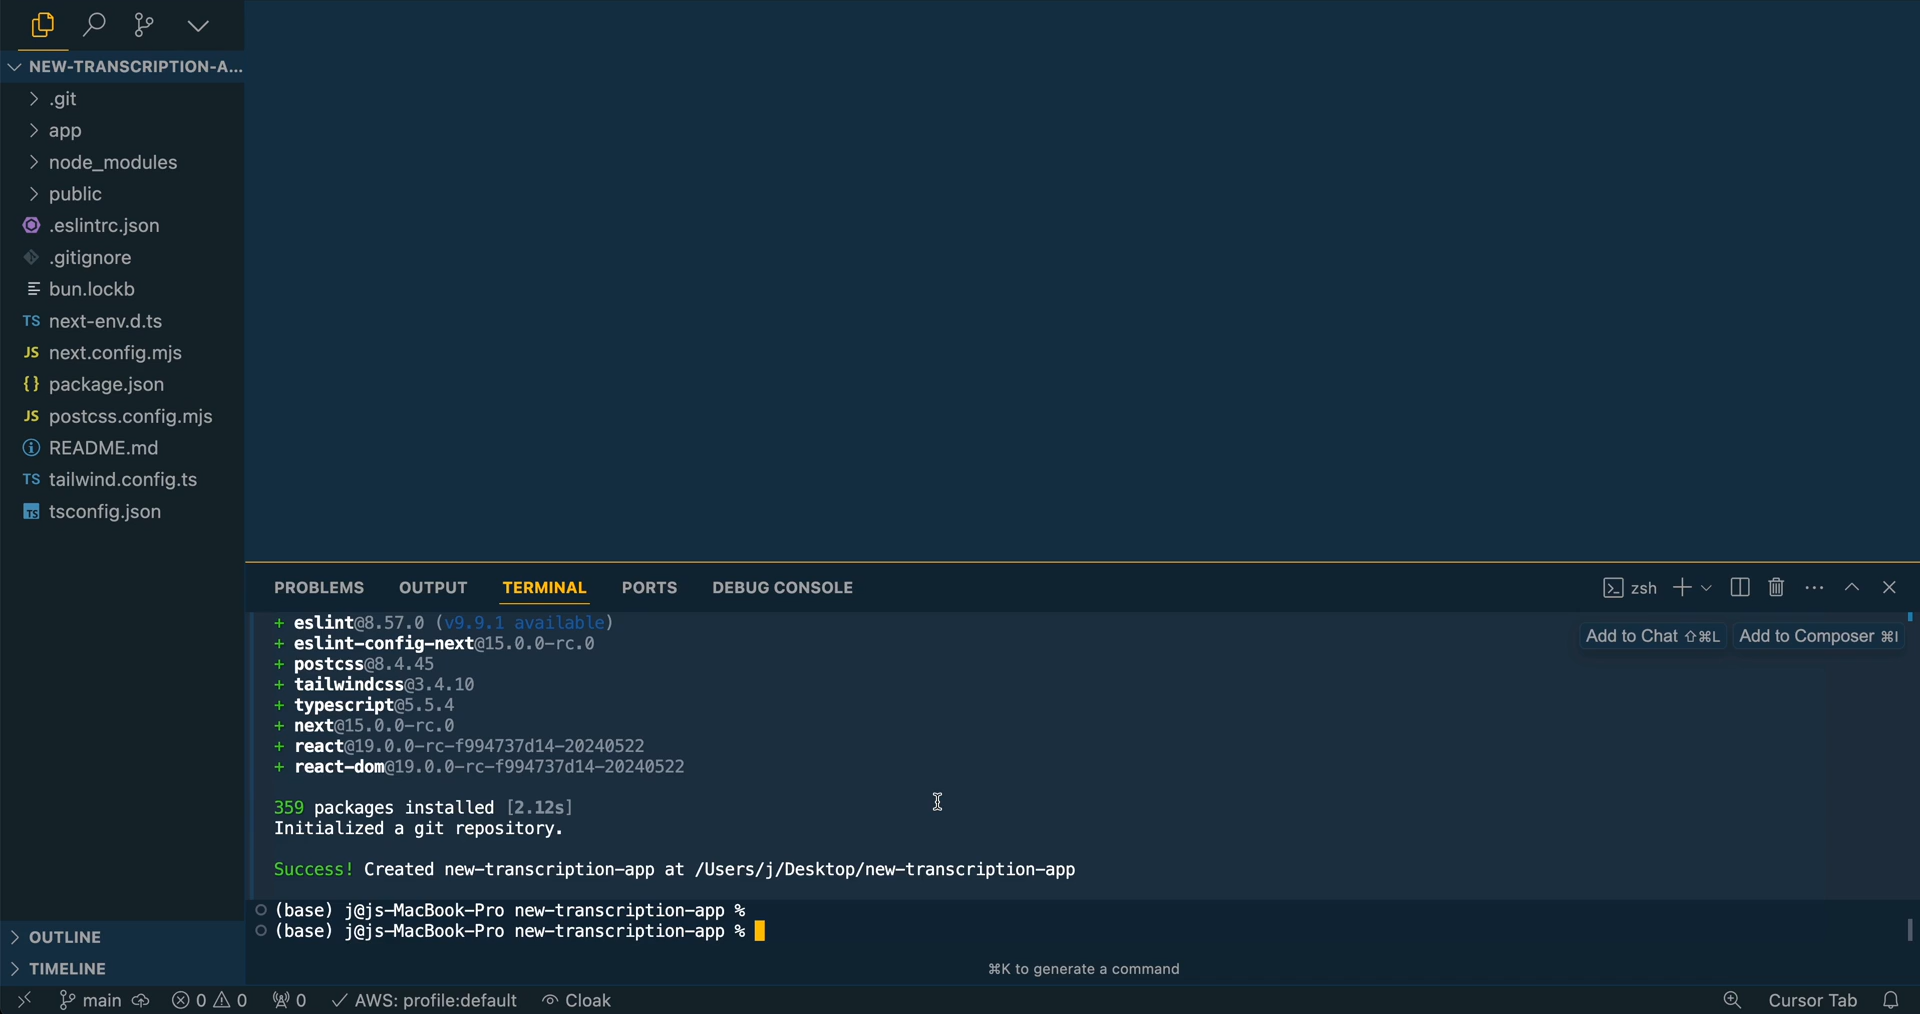 NEW-TRANSCRIPTION-A...
.git
app
node_modules
public
.eslintrc.json
.gitignore
bun.lockb
TS next-env.d.ts
JS next.config.mjs
{} package.json
JS postcss.config.mjs
README.md
TS tailwind.config.ts
TS tsconfig.json
OUTLINE
TIMELINE
PROBLEMS OUTPUT TERMINAL PORTS DEBUG CONSOLE zsh
Add to Chat ⇧⌘L Add to Composer ⌘I
+ eslint@8.57.0 (v9.9.1 available)
+ eslint-config-next@15.0.0-rc.0
+ postcss@8.4.45
+ tailwindcss@3.4.10
+ typescript@5.5.4
+ next@15.0.0-rc.0
+ react@19.0.0-rc-f994737d14-20240522
+ react-dom@19.0.0-rc-f994737d14-20240522
359 packages installed [2.12s]
Initialized a git repository.
Success! Created new-transcription-app at /Users/j/Desktop/new-transcription-app
(base) j@js-MacBook-Pro new-transcription-app %
(base) j@js-MacBook-Pro new-transcription-app %
⌘K to generate a command
main 0 0 0 AWS: profile:default Cloak Cursor Tab